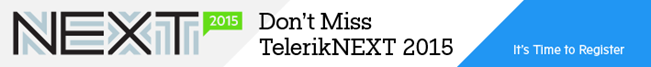 NEXT 2015
Don't Miss
TelerikNEXT 2015
It's Time to Register